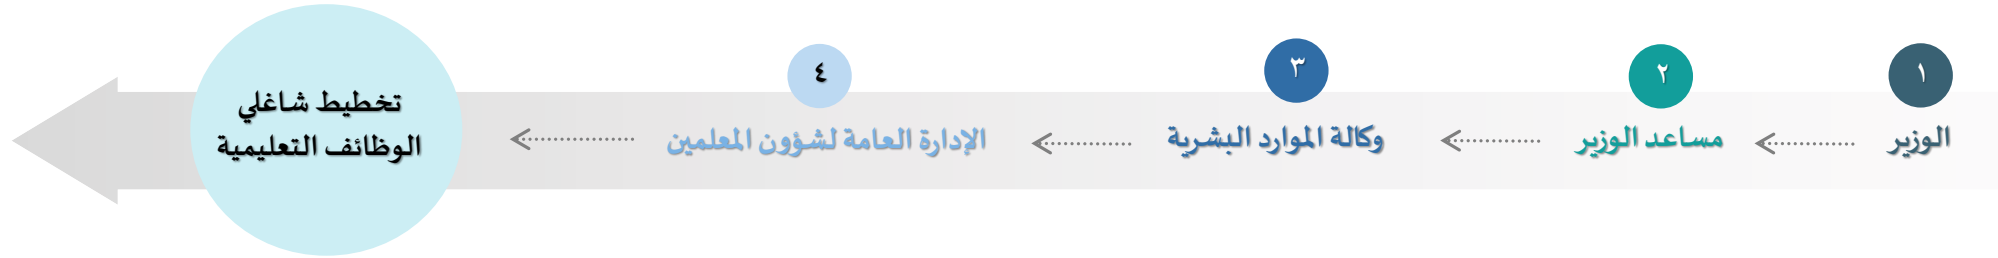 ١
الوزير
٢
مساعد الوزير
٣
وكالة الموارد البشرية
٤
الإدارة العامة لشؤون المعلمين
تخطيط شاغلي
الوظائف التعليمية